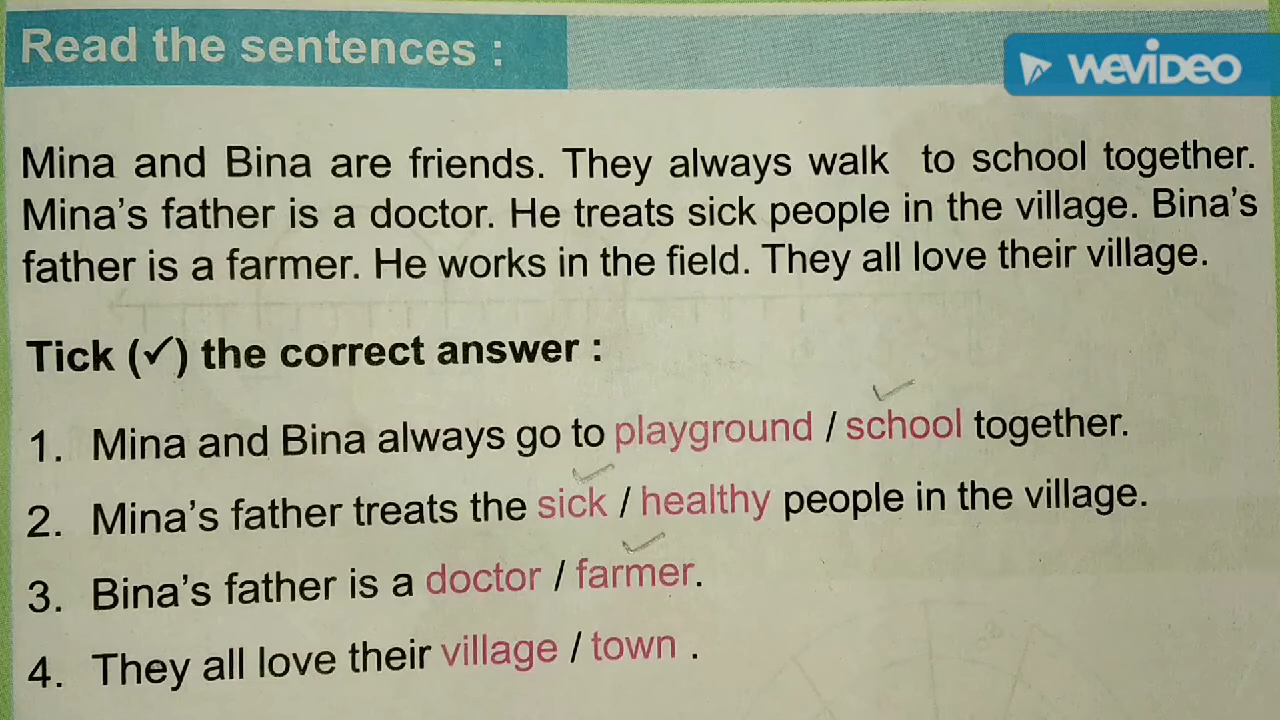 Read the sentences :
WeVideo
Mina and Bina are friends. They always walk to school together.
Mina's father is a doctor. He treats sick people in the village. Bina's
father is a farmer. He works in the field. They all love their village.
Tick (✓) the correct answer :
1. Mina and Bina always go to playground / school together.
2. Mina's father treats the sick / healthy people in the village.
3. Bina's father is a doctor / farmer.
4. They all love their village / town .